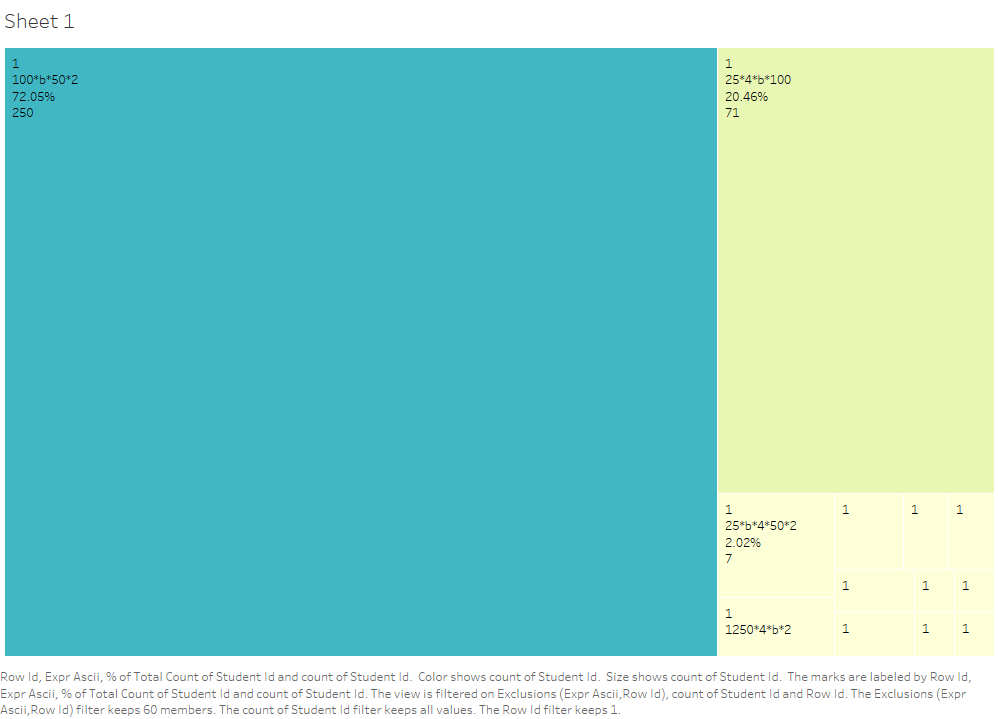 Sheet 1
1
100*b*50*2
72.05%
250
1
25*4*b*100
20.46%
71
1
25*b*4*50*2
2.02%
7
1
1250*4*b*2
1
1
1
1
1
1
1
1
1
Row Id, Expr Ascii, % of Total Count of Student Id and count of Student Id.  Color shows count of Student Id.  Size shows count of Student Id.  The marks are labeled by Row Id,
Expr Ascii, % of Total Count of Student Id and count of Student Id. The view is filtered on Exclusions (Expr Ascii,Row Id), count of Student Id and Row Id. The Exclusions (Expr
Ascii,Row Id) filter keeps 60 members. The count of Student Id filter keeps all values. The Row Id filter keeps 1.